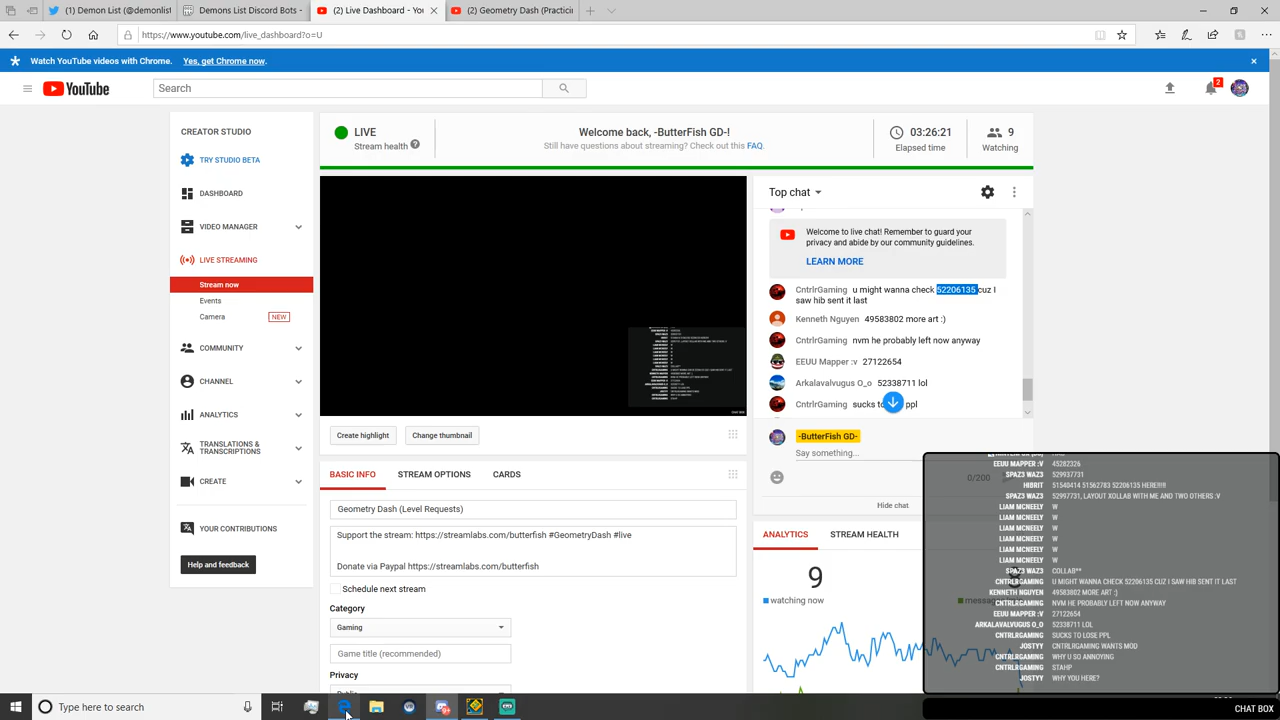 (2) Demon List (@demonlist
Demons List Discord Bots -
(2) Live Dashboard - You
(2) Geometry Dash (Practicin
https://www.youtube.com/live_dashboard?o=U
Watch YouTube videos with Chrome. Yes, get Chrome now.
YouTube
Search
2
CREATOR STUDIO
TRY STUDIO BETA
DASHBOARD
VIDEO MANAGER
LIVE STREAMING
Stream now
Events
Camera NEW
COMMUNITY
CHANNEL
ANALYTICS
TRANSLATIONS &
TRANSCRIPTIONS
CREATE
YOUR CONTRIBUTIONS
Help and feedback
LIVE
Stream health
Welcome back, -ButterFish GD-!
Still have questions about streaming? Check out this FAQ.
03:26:21
Elapsed time
9
Watching
Create highlight
Change thumbnail
BASIC INFO
STREAM OPTIONS
CARDS
Geometry Dash (Level Requests)
Support the stream: https://streamlabs.com/butterfish #GeometryDash #live
Donate via Paypal https://streamlabs.com/butterfish
Schedule next stream
Category
Gaming
Game title (recommended)
Privacy
Top chat
Welcome to live chat! Remember to guard your
privacy and abide by our community guidelines.
LEARN MORE
CntrlrGaming u might wanna check 52206135 cuz I
saw hib sent it last
Kenneth Nguyen 49583802 more art :)
CntrlrGaming nvm he probably left now anyway
EEUU Mapper :v 27122654
Arkalavalvugus O_o 52338711 lol
CntrlrGaming sucks to ppl
-ButterFish GD-
Say something...
0/200
Hide chat
ANALYTICS
STREAM HEALTH
9
watching now
EEUU MAPPER :V 45282326
SPAZ3 WAZ3 529937731
HIBRIT 51540414 51562783 52206135 HERE!!!!!
SPAZ3 WAZ3 52997731, LAYOUT XOLLAB WITH ME AND TWO OTHERS :V
LIAM MCNEELY W
LIAM MCNEELY W
LIAM MCNEELY W
LIAM MCNEELY W
LIAM MCNEELY W
LIAM MCNEELY W
SPAZ3 WAZ3 COLLAB**
CNTRLRGAMING U MIGHT WANNA CHECK 52206135 CUZ I SAW HIB SENT IT LAST
KENNETH NGUYEN 49583802 MORE ART :)
CNTRLRGAMING NVM HE PROBABLY LEFT NOW ANYWAY
EEUU MAPPER :V 27122654
ARKALAVALVUGUS O_O 52338711 LOL
CNTRLRGAMING SUCKS TO LOSE PPL
JOSTYY CNTRLRGAMING WANTS MOD
CNTRLRGAMING WHY U SO ANNOYING
CNTRLRGAMING STAHP
JOSTYY WHY YOU HERE?
CHAT BOX
Type here to search